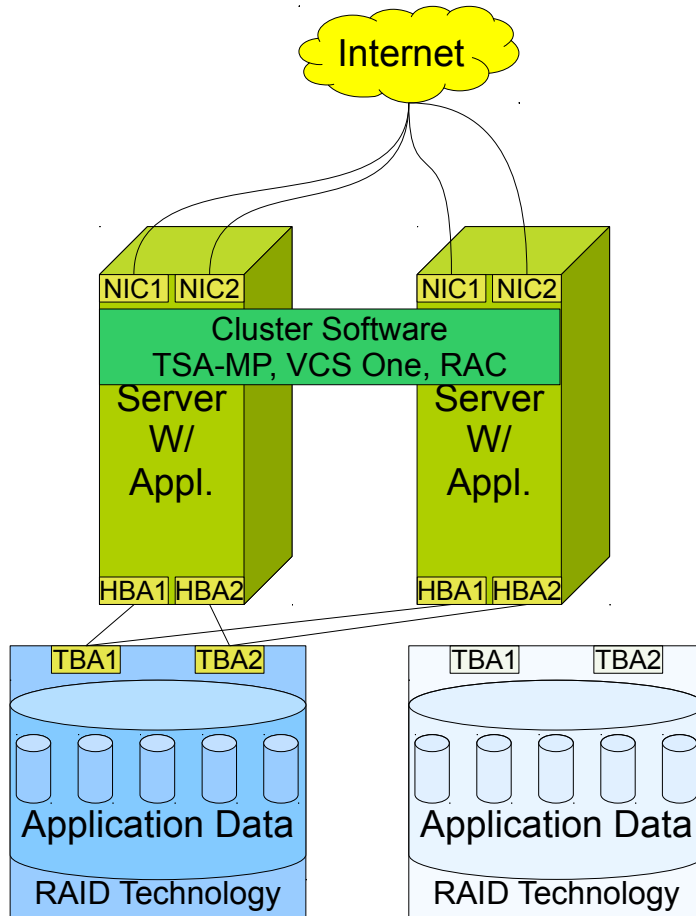 Internet
NIC1 NIC2 NIC1 NIC2
Cluster Software
TSA-MP, VCS One, RAC
Server Server
W/ W/
Appl. Appl.
HBA1 HBA2 HBA1 HBA2
TBA1 TBA2 TBA1 TBA2
Application Data Application Data
RAID Technology RAID Technology